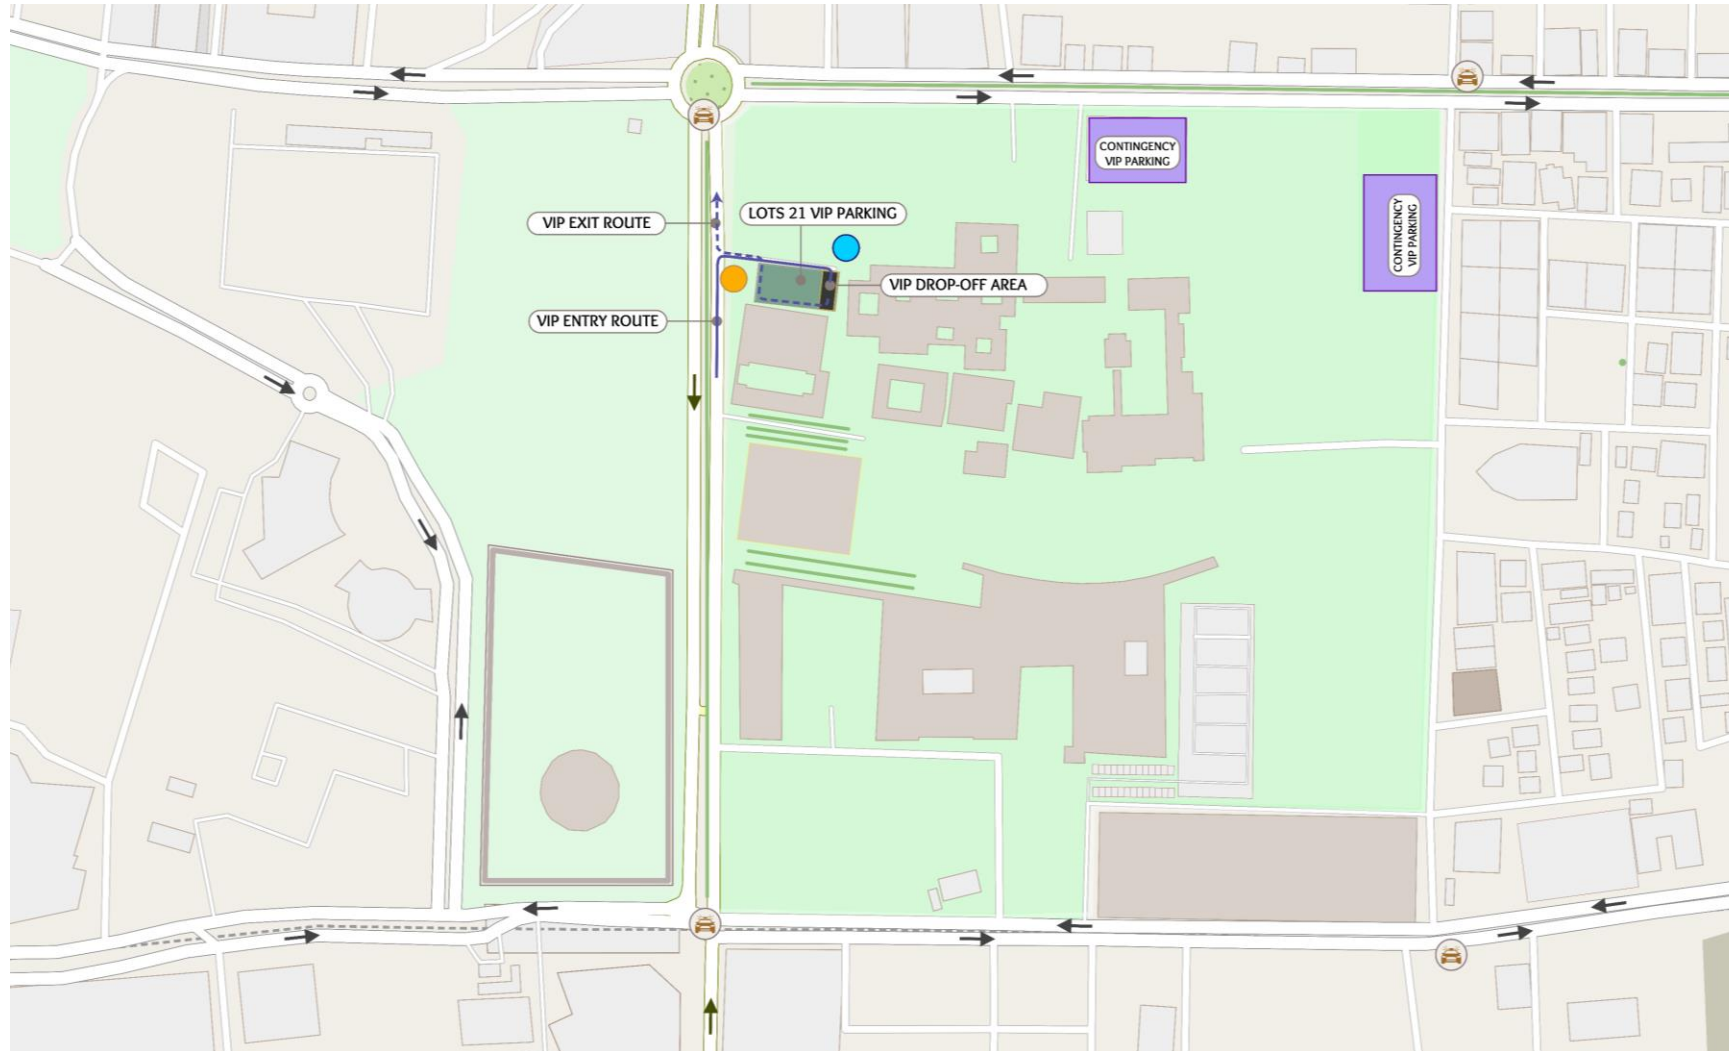 CONTINGENCY
VIP PARKING
VIP EXIT ROUTE
LOTS 21 VIP PARKING
CONTINGENCY
VIP PARKING
VIP DROP-OFF AREA
VIP ENTRY ROUTE